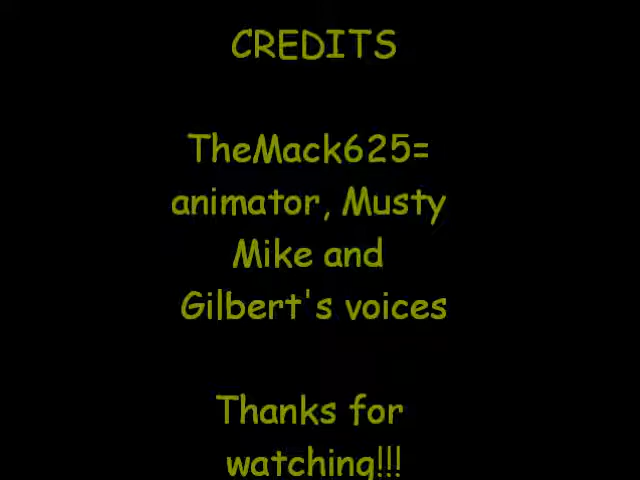 CREDITS
TheMack625=
animator, Musty
Mike and
Gilbert's voices
Thanks for
watching!!!